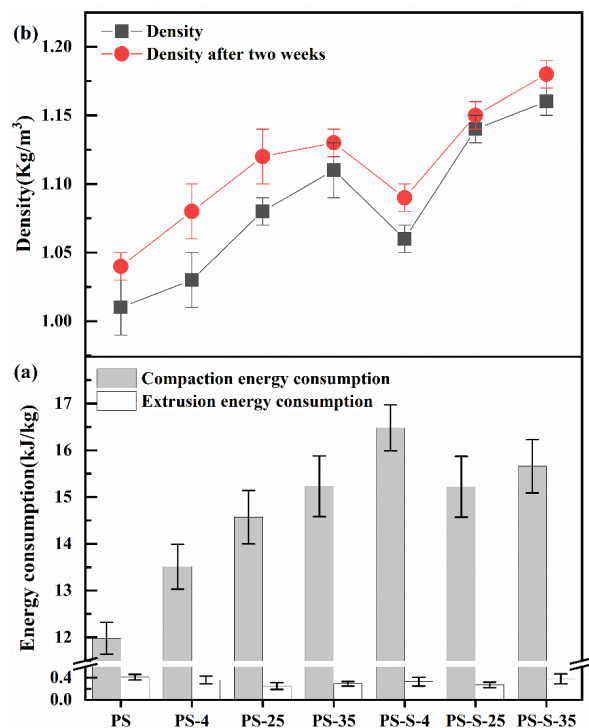 (b)
Density
Density after two weeks
1.20
1.15
1.10
1.05
1.00
Density(Kg/m³)
(a)
Compaction energy consumption
Extrusion energy consumption
17
16
15
14
13
12
0.4
0.0
Energy consumption(kJ/kg)
PS PS-4 PS-25 PS-35 PS-S-4 PS-S-25 PS-S-35